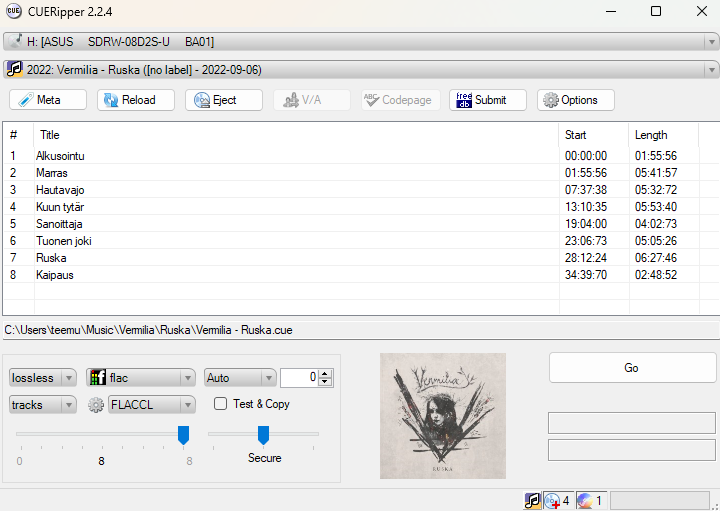 CUE CUERipper 2.2.4
H: [ASUS SDRW-08D2S-U BA01]
2022: Vermilia - Ruska ([no label] - 2022-09-06)
Meta Reload Eject V/A ABC Codepage free db Submit Options
# Title Start Length
1 Alkusointu 00:00:00 01:55:56
2 Marras 01:55:56 05:41:57
3 Hautavajo 07:37:38 05:32:72
4 Kuun tytär 13:10:35 05:53:40
5 Sanoittaja 19:04:00 04:02:73
6 Tuonen joki 23:06:73 05:05:26
7 Ruska 28:12:24 06:27:46
8 Kaipaus 34:39:70 02:48:52
C:\Users\teemu\Music\Vermilia\Ruska\Vermilia - Ruska.cue
lossless flac Auto 0
tracks FLACCL Test & Copy
0 8 8 Secure
Vermilia
RUSKA
Go
4 1